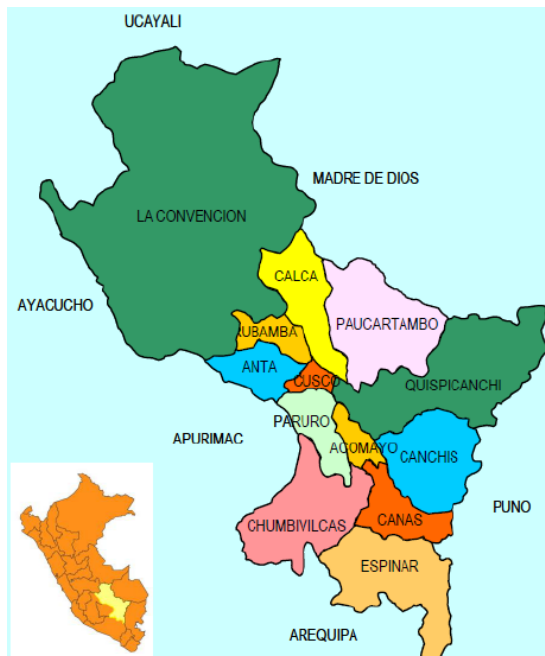 UCAYALI
MADRE DE DIOS
LA CONVENCION
CALCA
AYACUCHO
PAUCARTAMBO
RUBAMBA
ANTA
CUSCO
QUISPICANCHI
PARURO
APURIMAC
ACOMAYO
CANCHIS
PUNO
CHUMBIVILCAS
CANAS
ESPINAR
AREQUIPA